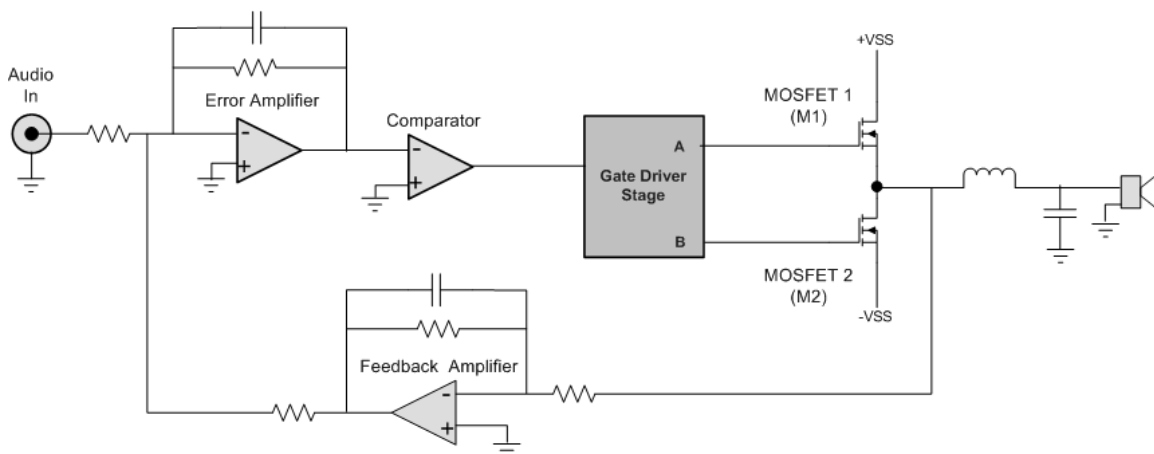 Audio
In
Error Amplifier
-
+
Comparator
-
+
Gate Driver
Stage
A
B
+VSS
MOSFET 1
(M1)
MOSFET 2
(M2)
-VSS
Feedback Amplifier
-
+